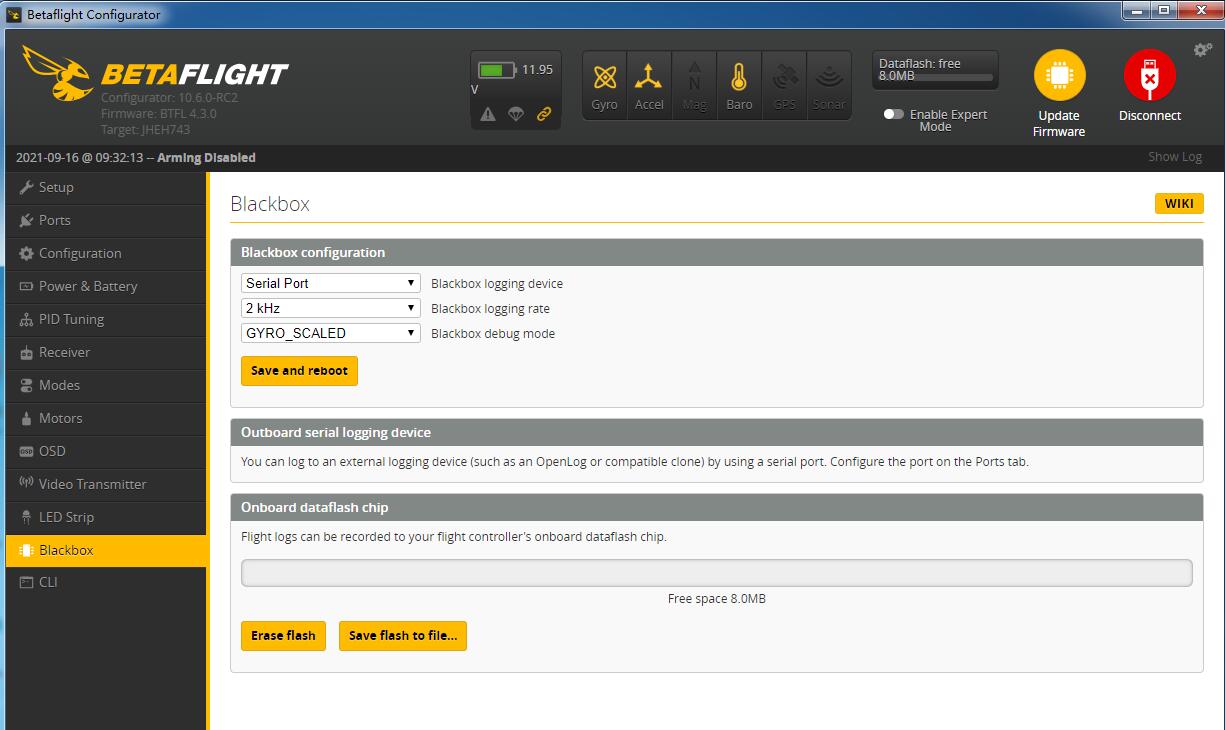 Betaflight Configurator
BETAFLIGHT
Configurator: 10.6.0-RC2
Firmware: BTFL 4.3.0
Target: JHEH743
11.95
V
Gyro
Accel
Mag
Baro
GPS
Sonar
Dataflash: free
8.0MB
Enable Expert
Mode
Update
Firmware
Disconnect
2021-09-16 @ 09:32:13 -- Arming Disabled
Show Log
Setup
Ports
Configuration
Power & Battery
PID Tuning
Receiver
Modes
Motors
OSD
Video Transmitter
LED Strip
Blackbox
CLI
Blackbox
WIKI
Blackbox configuration
Serial Port Blackbox logging device
2 kHz Blackbox logging rate
GYRO_SCALED Blackbox debug mode
Save and reboot
Outboard serial logging device
You can log to an external logging device (such as an OpenLog or compatible clone) by using a serial port. Configure the port on the Ports tab.
Onboard dataflash chip
Flight logs can be recorded to your flight controller's onboard dataflash chip.
Free space 8.0MB
Erase flash
Save flash to file...